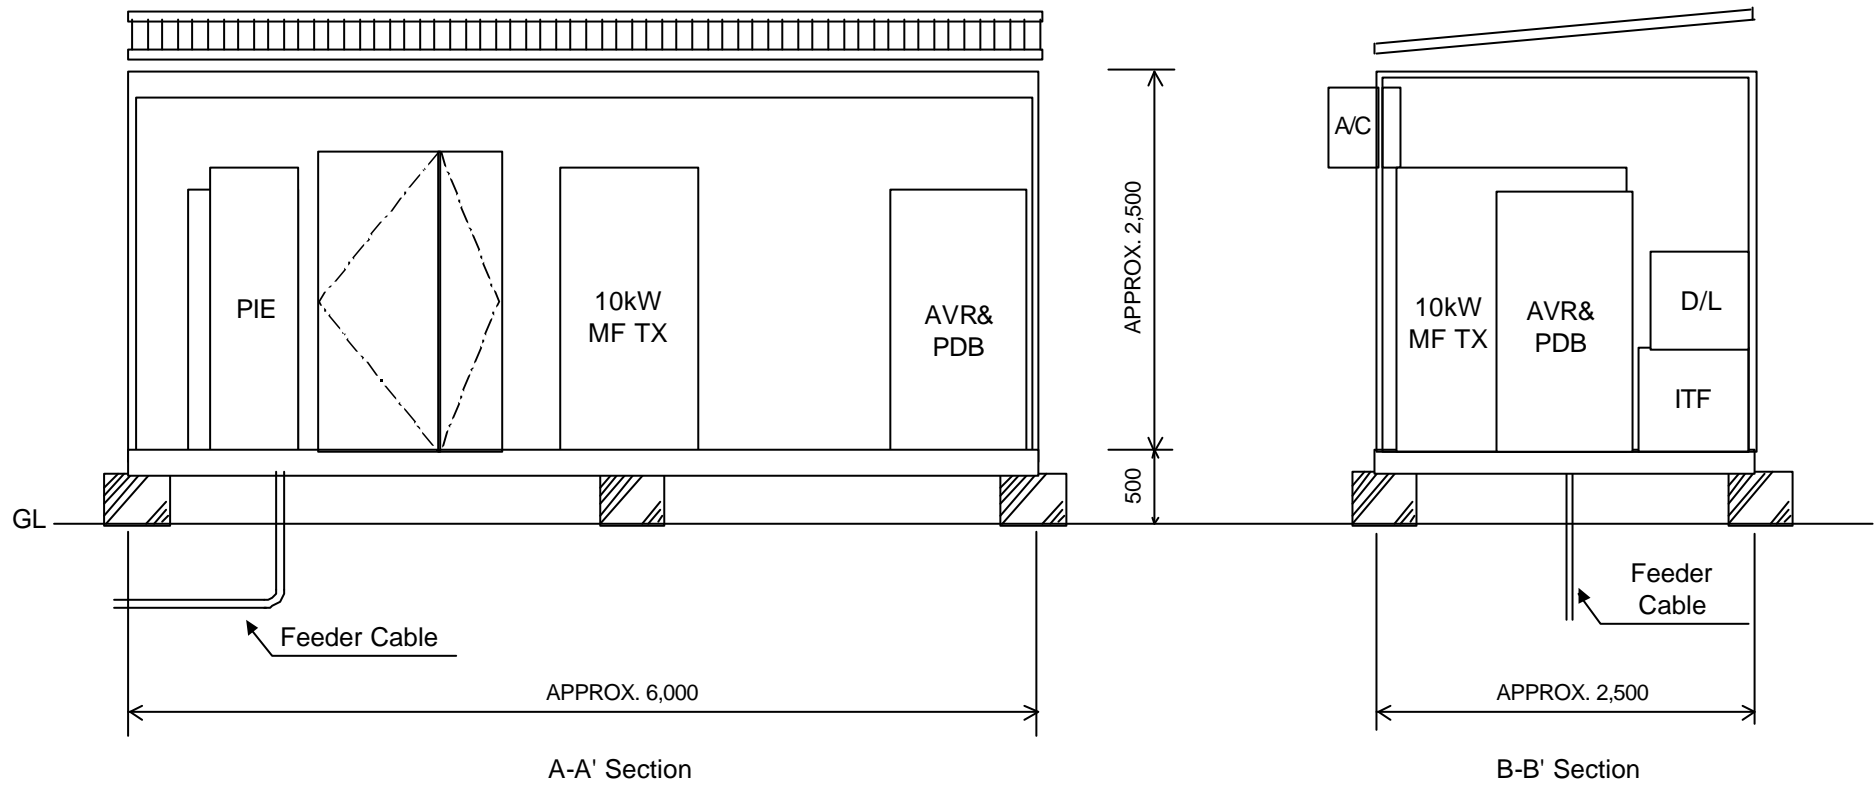 A/C
APPROX. 2,500
PIE
10kW
MF TX
AVR&
PDB
10kW
MF TX
AVR&
PDB
D/L
ITF
500
GL
Feeder Cable
Feeder
Cable
APPROX. 6,000
APPROX. 2,500
A-A' Section
B-B' Section